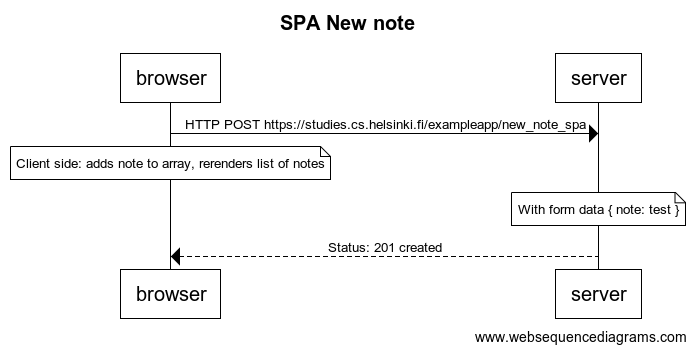 SPA New note
browser
server
HTTP POST https://studies.cs.helsinki.fi/exampleapp/new_note_spa
Client side: adds note to array, rerenders list of notes
With form data { note: test }
Status: 201 created
browser
server
www.websequencediagrams.com